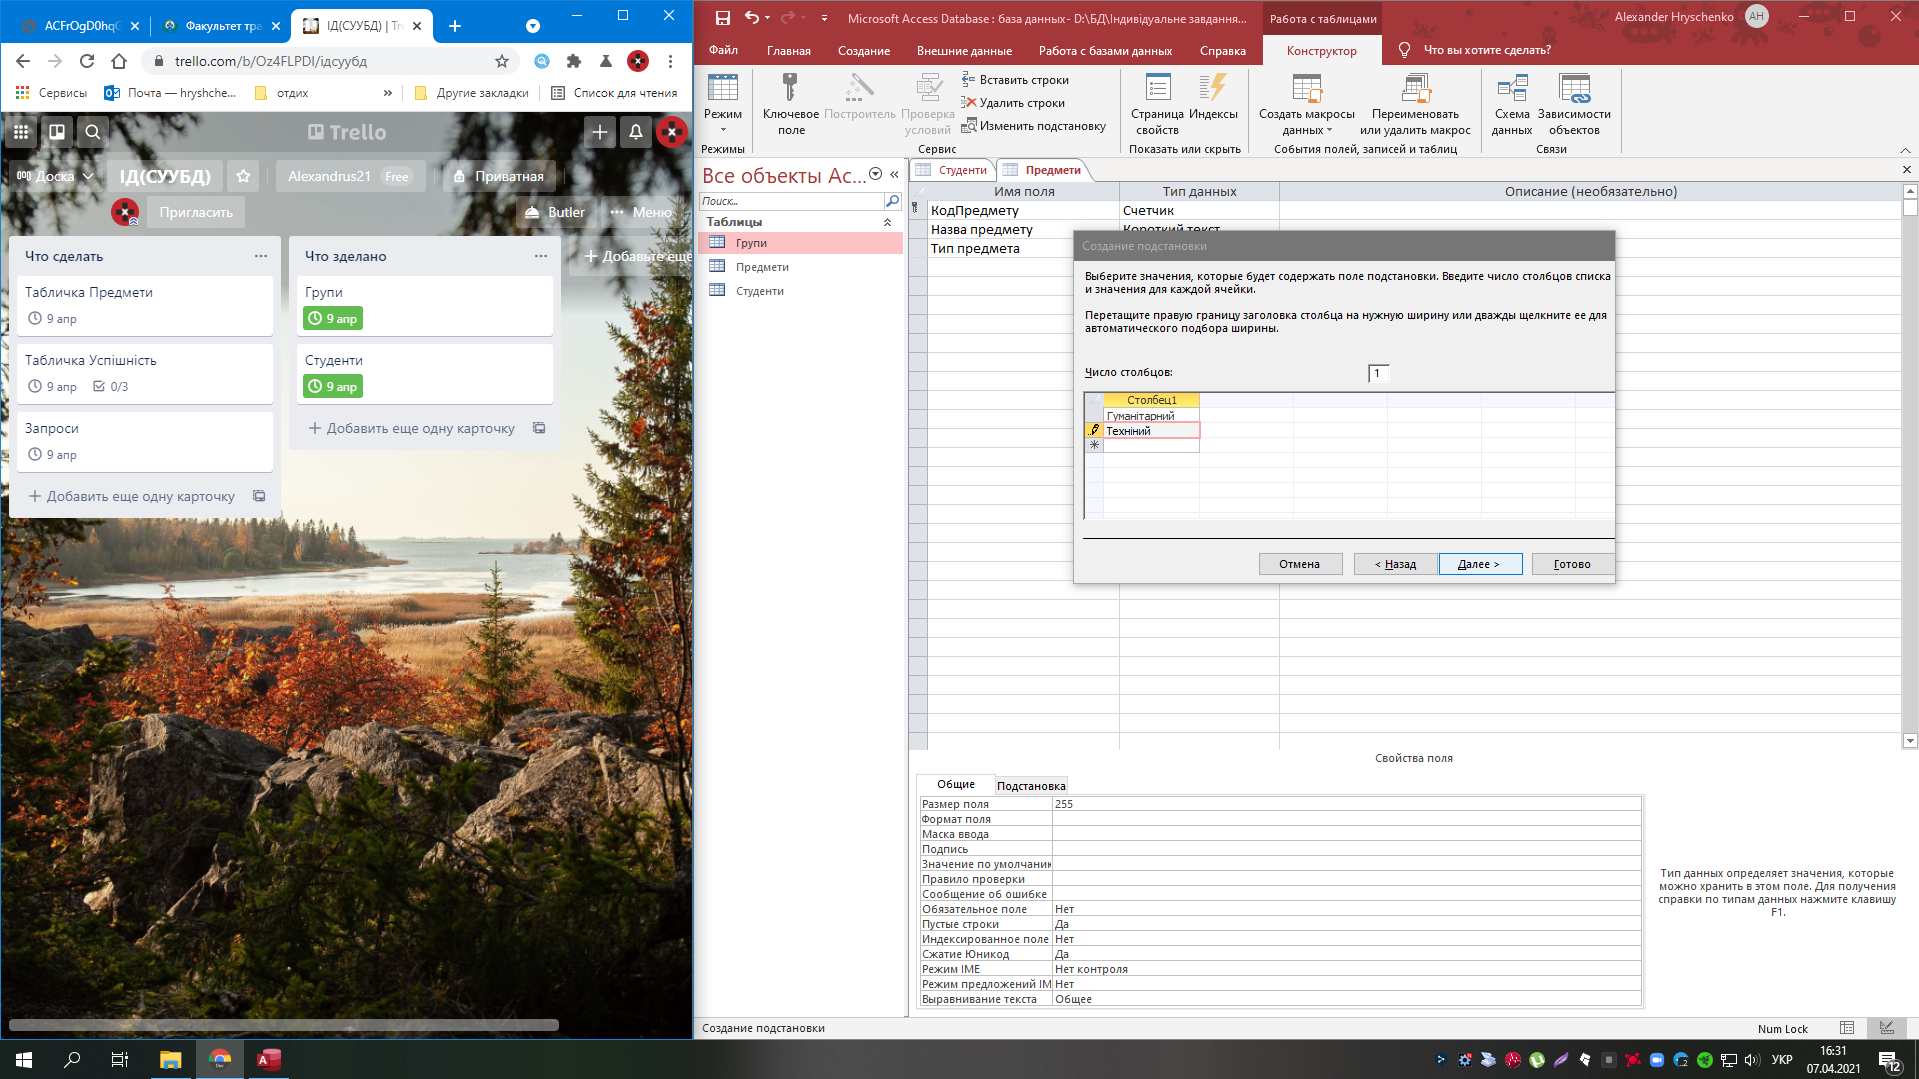 ACFrOgD0hqG
Факультет тра
ІД(СУУБД) | Tre
trello.com/b/Oz4FLPDI/ідсуубд
Сервисы
Почта — hryshche...
отдих
»
Другие закладки
Список для чтения
Trello
Доска
ІД(СУУБД)
Alexandrus21 Free
Приватная
Пригласить
Butler
Меню
Что сделать
Табличка Предмети
9 апр
Табличка Успішність
9 апр 0/3
Запроси
9 апр
Добавить еще одну карточку
Что зделано
Групи
9 апр
Студенти
9 апр
Добавить еще одну карточку
Добавьте еще
Microsoft Access Database : база данных- D:\БД\Індивідуальне завдання...
Работа с таблицами
Alexander Hryschenko
AH
Файл
Главная
Создание
Внешние данные
Работа с базами данных
Справка
Конструктор
Что вы хотите сделать?
Режим
Режимы
Ключевое поле
Построитель
Проверка условий
Вставить строки
Удалить строки
Изменить подстановку
Сервис
Страница свойств
Индексы
Показать или скрыть
Создать макросы данных
Переименовать или удалить макрос
События полей, записей и таблиц
Схема данных
Зависимости объектов
Связи
Все объекты Ac...
Поиск...
Таблицы
Групи
Предмети
Студенти
Студенти
Предмети
Имя поля
Тип данных
Описание (необязательно)
КодПредмету
Счетчик
Назва предмету
Короткий текст
Тип предмета
Создание подстановки
Выберите значения, которые будет содержать поле подстановки. Введите число столбцов списка
и значения для каждой ячейки.
Перетащите правую границу заголовка столбца на нужную ширину или дважды щелкните ее для
автоматического подбора ширины.
Число столбцов:
1
Столбец1
Гуманітарний
Техніний
Отмена
< Назад
Далее >
Готово
Свойства поля
Общие
Подстановка
Размер поля 255
Формат поля
Маска ввода
Подпись
Значение по умолчани
Правило проверки
Сообщение об ошибке
Обязательное поле Нет
Пустые строки Да
Индексированное поле Нет
Сжатие Юникод Да
Режим IME Нет контроля
Режим предложений IM Нет
Выравнивание текста Общее
Тип данных определяет значения, которые
можно хранить в этом поле. Для получения
справки по типам данных нажмите клавишу
F1.
Создание подстановки
Num Lock
УКР
16:31
07.04.2021
12